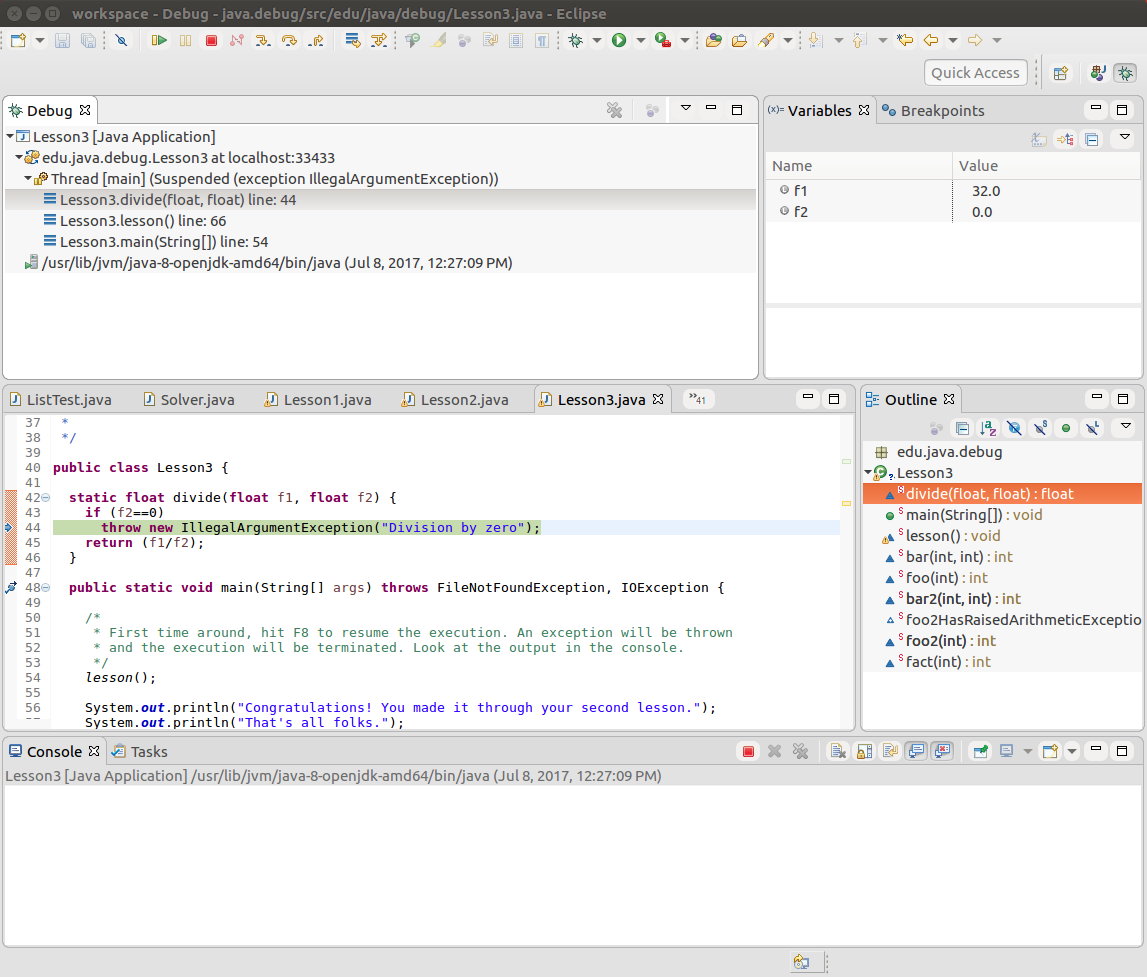 workspace - Debug - java.debug/src/edu/java/debug/Lesson3.java - Eclipse
Quick Access
Debug
Lesson3 [Java Application]
edu.java.debug.Lesson3 at localhost:33433
Thread [main] (Suspended (exception IllegalArgumentException))
Lesson3.divide(float, float) line: 44
Lesson3.lesson() line: 66
Lesson3.main(String[]) line: 54
/usr/lib/jvm/java-8-openjdk-amd64/bin/java (Jul 8, 2017, 12:27:09 PM)
(x)= Variables Breakpoints
Name Value
f1 32.0
f2 0.0
ListTest.java Solver.java Lesson1.java Lesson2.java Lesson3.java »41
37 *
38 */
39
40 public class Lesson3 {
41
42 static float divide(float f1, float f2) {
43 if (f2==0)
44 throw new IllegalArgumentException("Division by zero");
45 return (f1/f2);
46 }
47
48 public static void main(String[] args) throws FileNotFoundException, IOException {
49
50 /*
51 * First time around, hit F8 to resume the execution. An exception will be thrown
52 * and the execution will be terminated. Look at the output in the console.
53 */
54 lesson();
55
56 System.out.println("Congratulations! You made it through your second lesson.");
57 System.out.println("That's all folks.");
Outline
edu.java.debug
Lesson3
divide(float, float) : float
main(String[]) : void
lesson() : void
bar(int, int) : int
foo(int) : int
bar2(int, int) : int
foo2HasRaisedArithmeticExceptio
foo2(int) : int
fact(int) : int
Console Tasks
Lesson3 [Java Application] /usr/lib/jvm/java-8-openjdk-amd64/bin/java (Jul 8, 2017, 12:27:09 PM)